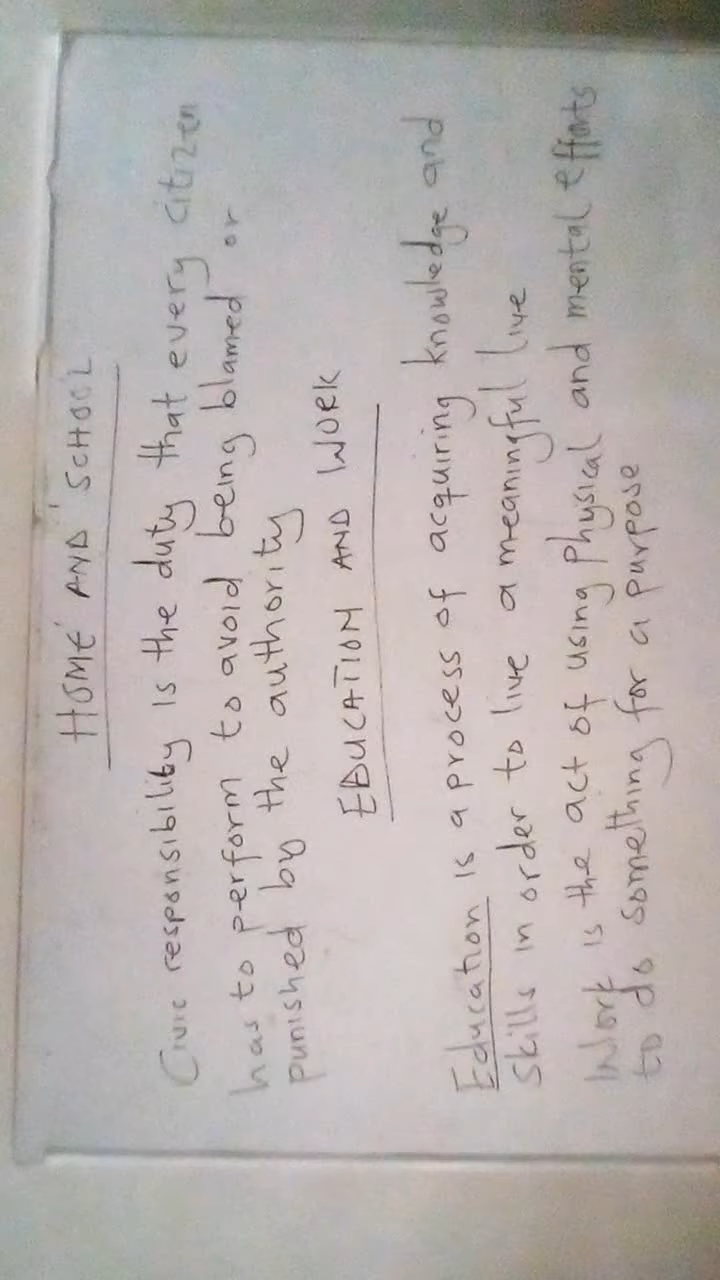 HOME AND SCHOOL
Civic responsibility is the duty that every citizen
has to perform to avoid being blamed or
punished by the authority
EDUCATION AND WORK
Education is a process of acquiring knowledge and
skills in order to live a meaningful live
Work is the act of using physical and mental efforts
to do something for a purpose